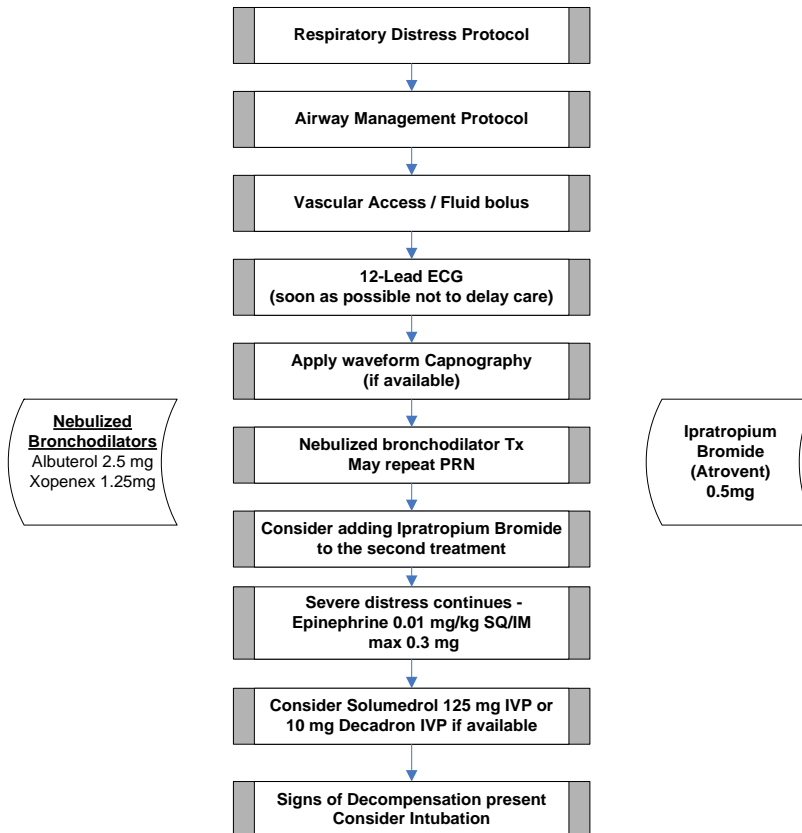 Respiratory Distress Protocol
Airway Management Protocol
Vascular Access / Fluid bolus
12-Lead ECG
(soon as possible not to delay care)
Apply waveform Capnography
(if available)
Nebulized
Bronchodilators
Albuterol 2.5 mg
Xopenex 1.25mg
Nebulized bronchodilator Tx
May repeat PRN
Ipratropium
Bromide
(Atrovent)
0.5mg
Consider adding Ipratropium Bromide
to the second treatment
Severe distress continues -
Epinephrine 0.01 mg/kg SQ/IM
max 0.3 mg
Consider Solumedrol 125 mg IVP or
10 mg Decadron IVP if available
Signs of Decompensation present
Consider Intubation